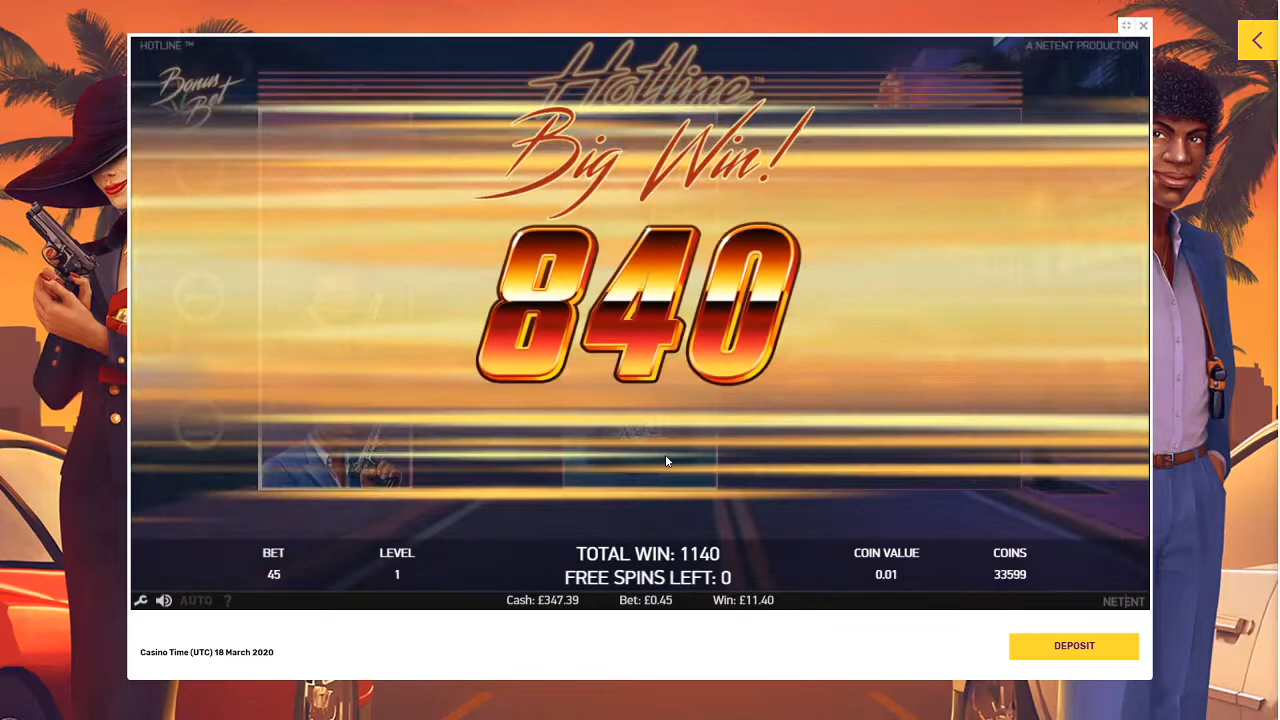 HOTLINE ™
A NETENT PRODUCTION
Bonus Bet
Hotline™
Big Win!
840
BET
45
LEVEL
1
TOTAL WIN: 1140
FREE SPINS LEFT: 0
COIN VALUE
0.01
COINS
33599
AUTO ?
Cash: £347.39 Bet: £0.45 Win: £11.40
NETENT
Casino Time (UTC) 18 March 2020
DEPOSIT